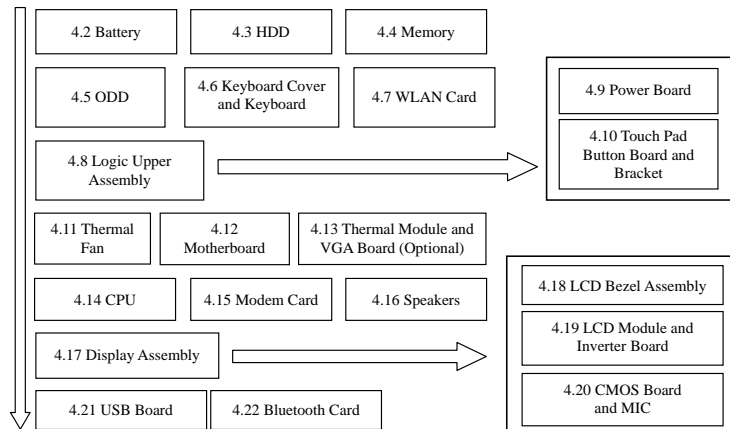 4.2 Battery
4.3 HDD
4.4 Memory
4.5 ODD
4.6 Keyboard Cover
and Keyboard
4.7 WLAN Card
4.8 Logic Upper
Assembly
4.9 Power Board
4.10 Touch Pad
Button Board and
Bracket
4.11 Thermal
Fan
4.12
Motherboard
4.13 Thermal Module and
VGA Board (Optional)
4.14 CPU
4.15 Modem Card
4.16 Speakers
4.17 Display Assembly
4.18 LCD Bezel Assembly
4.19 LCD Module and
Inverter Board
4.20 CMOS Board
and MIC
4.21 USB Board
4.22 Bluetooth Card